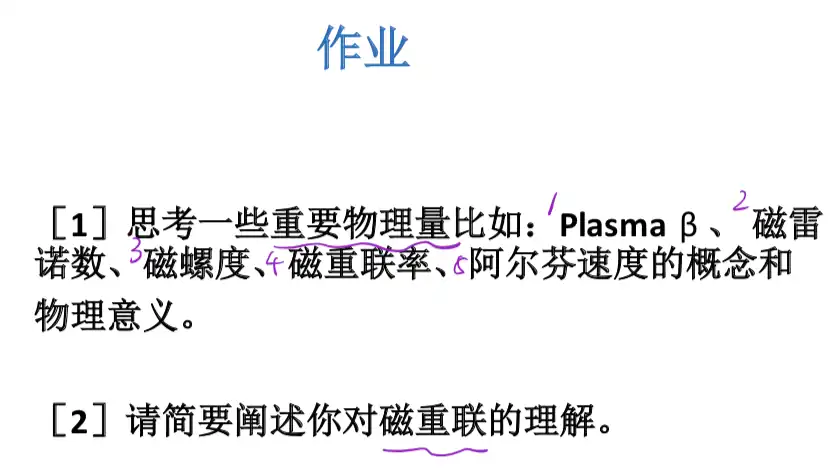 作业
［1］思考一些重要物理量比如：1 Plasma β、2 磁雷
诺数、3 磁螺度、4 磁重联率、5 阿尔芬速度的概念和
物理意义。
［2］请简要阐述你对磁重联的理解。